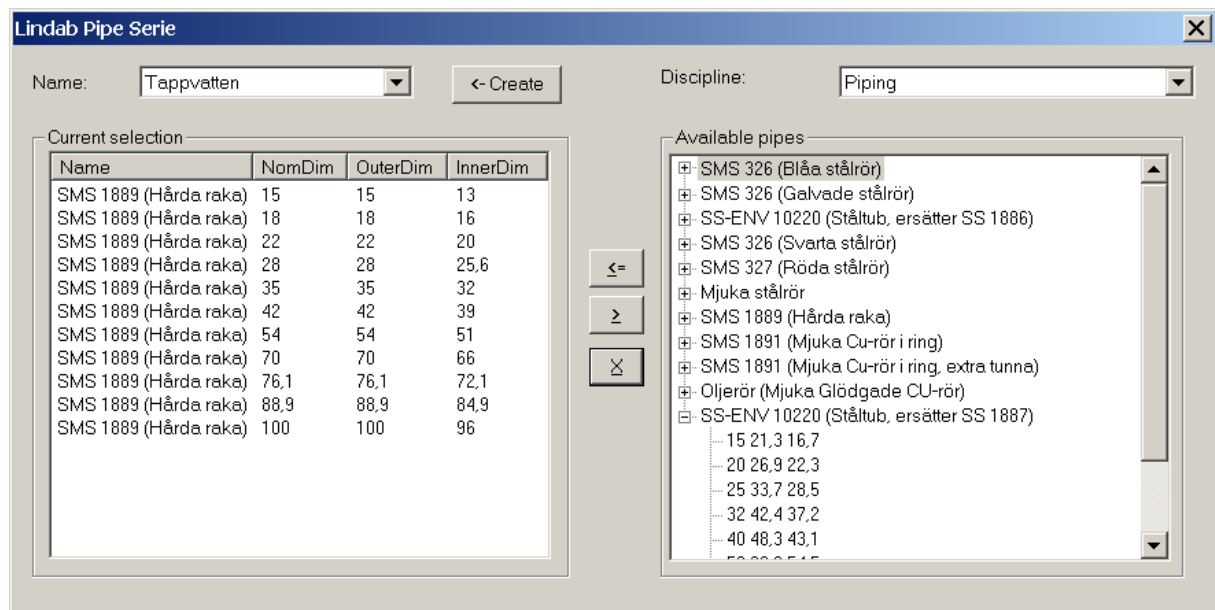 Lindab Pipe Serie
Name: Tappvatten <- Create Discipline: Piping
Current selection
Name NomDim OuterDim InnerDim
SMS 1889 (Hårda raka) 15 15 13
SMS 1889 (Hårda raka) 18 18 16
SMS 1889 (Hårda raka) 22 22 20
SMS 1889 (Hårda raka) 28 28 25,6
SMS 1889 (Hårda raka) 35 35 32
SMS 1889 (Hårda raka) 42 42 39
SMS 1889 (Hårda raka) 54 54 51
SMS 1889 (Hårda raka) 70 70 66
SMS 1889 (Hårda raka) 76,1 76,1 72,1
SMS 1889 (Hårda raka) 88,9 88,9 84,9
SMS 1889 (Hårda raka) 100 100 96
<=
>
X
Available pipes
SMS 326 (Blåa stålrör)
SMS 326 (Galvade stålrör)
SS-ENV 10220 (Ståltub, ersätter SS 1886)
SMS 326 (Svarta stålrör)
SMS 327 (Röda stålrör)
Mjuka stålrör
SMS 1889 (Hårda raka)
SMS 1891 (Mjuka Cu-rör i ring)
SMS 1891 (Mjuka Cu-rör i ring, extra tunna)
Oljerör (Mjuka Glödgade CU-rör)
SS-ENV 10220 (Ståltub, ersätter SS 1887)
15 21,3 16,7
20 26,9 22,3
25 33,7 28,5
32 42,4 37,2
40 48,3 43,1